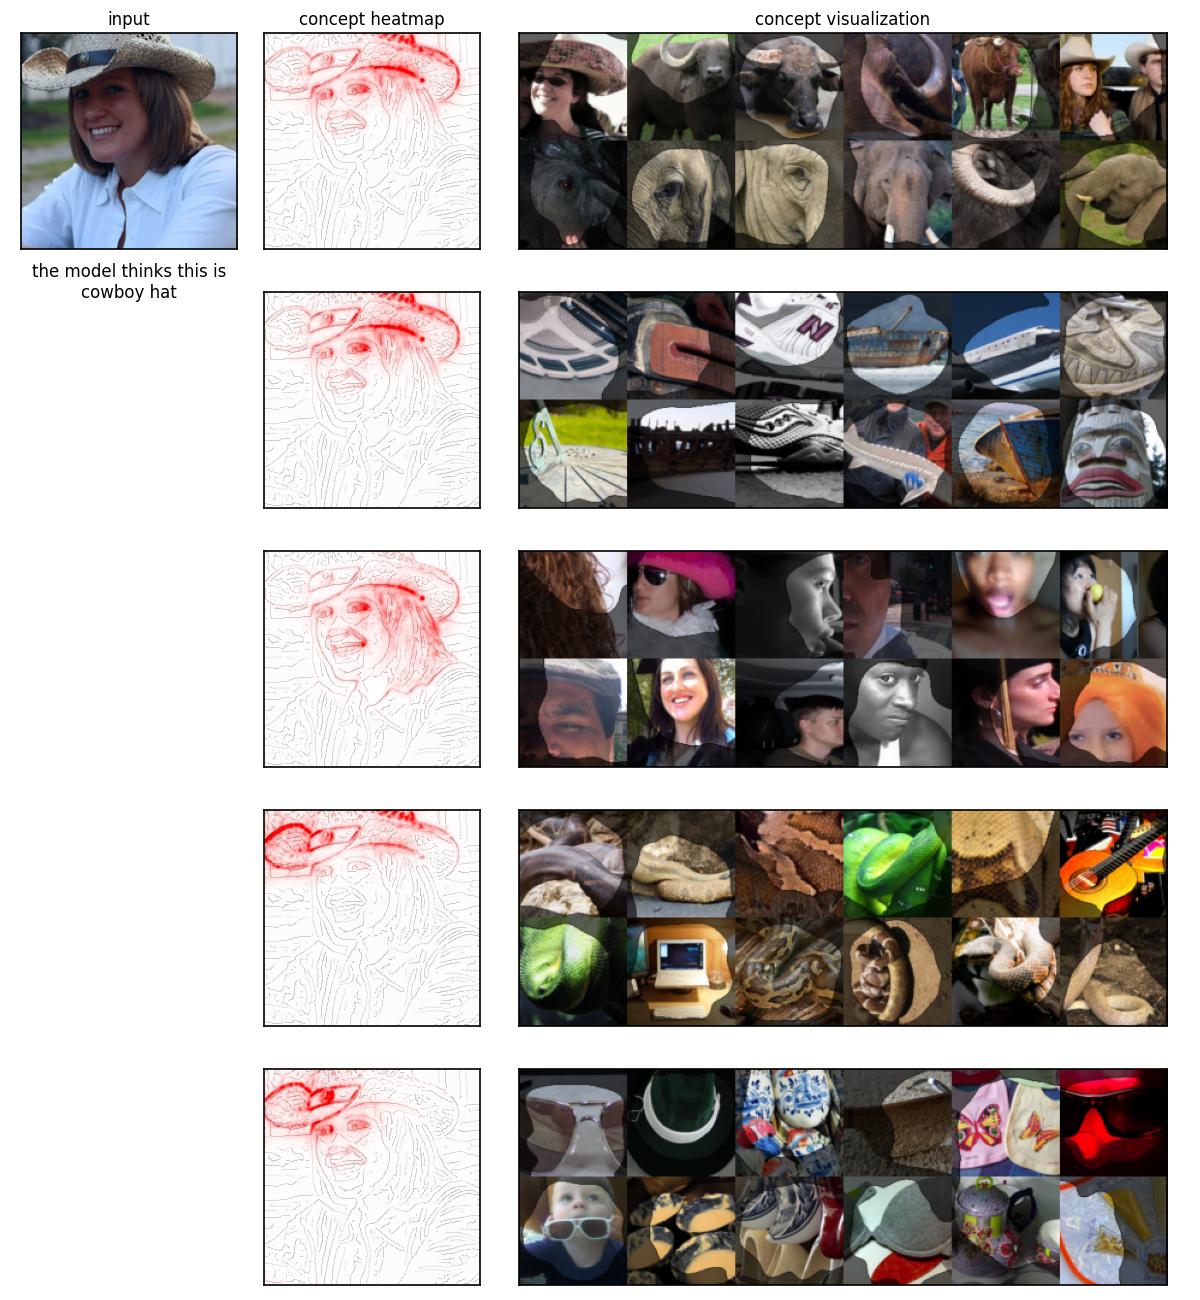 input
concept heatmap
concept visualization
the model thinks this is
cowboy hat
N